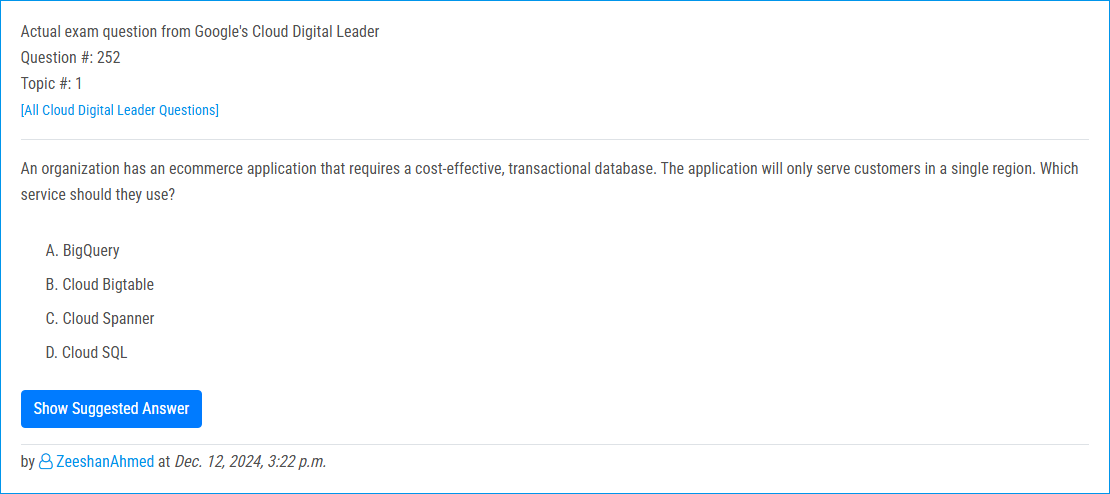 Actual exam question from Google's Cloud Digital Leader
Question #: 252
Topic #: 1
[All Cloud Digital Leader Questions]
An organization has an ecommerce application that requires a cost-effective, transactional database. The application will only serve customers in a single region. Which
service should they use?
A. BigQuery
B. Cloud Bigtable
C. Cloud Spanner
D. Cloud SQL
Show Suggested Answer
by ZeeshanAhmed at Dec. 12, 2024, 3:22 p.m.